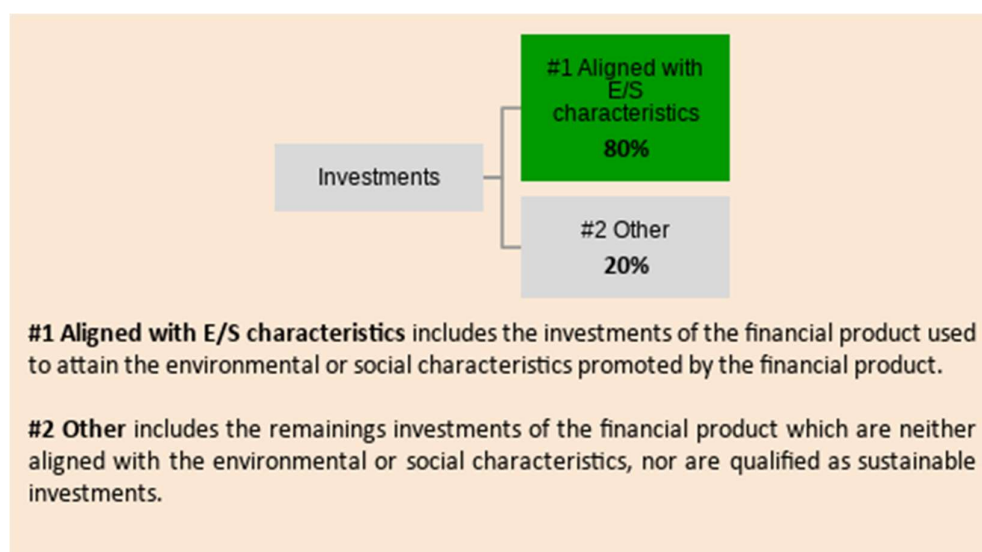 #1 Aligned with
E/S
characteristics
80%
Investments
#2 Other
20%
#1 Aligned with E/S characteristics includes the investments of the financial product used
to attain the environmental or social characteristics promoted by the financial product.
#2 Other includes the remainings investments of the financial product which are neither
aligned with the environmental or social characteristics, nor are qualified as sustainable
investments.